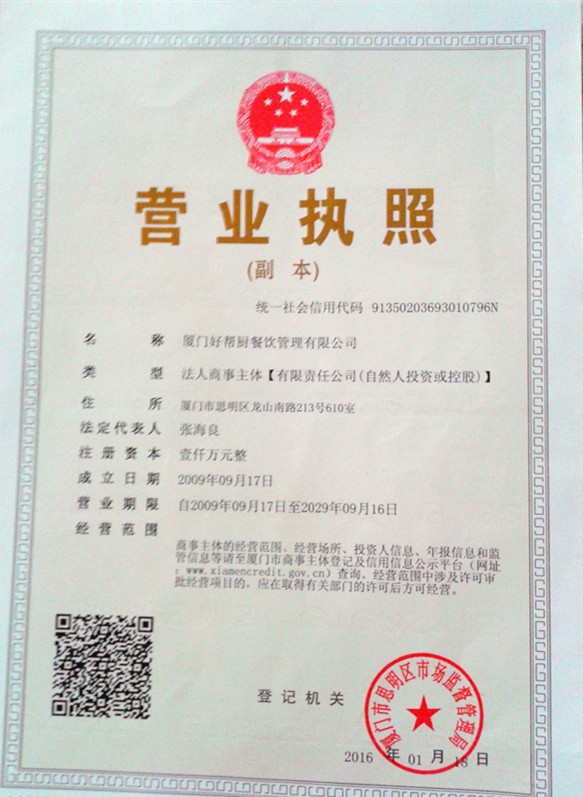 营业执照
(副 本)
统一社会信用代码 91350203693010796N
名称 厦门好帮厨餐饮管理有限公司
类型 法人商事主体【有限责任公司(自然人投资或控股)】
住所 厦门市思明区龙山南路213号610室
法定代表人 张海良
注册资本 壹仟万元整
成立日期 2009年09月17日
营业期限 自2009年09月17日至2029年09月16日
经营范围
商事主体的经营范围、经营场所、投资人信息、年报信息和监
管信息等请至厦门市商事主体登记及信用信息公示平台（网址
：www.xiamencredit.gov.cn）查询。经营范围中涉及许可审
批经营项目的，应在取得有关部门的许可后方可经营。
登记机关
厦门市思明区市场监督管理局
2016 年 01 月 18 日